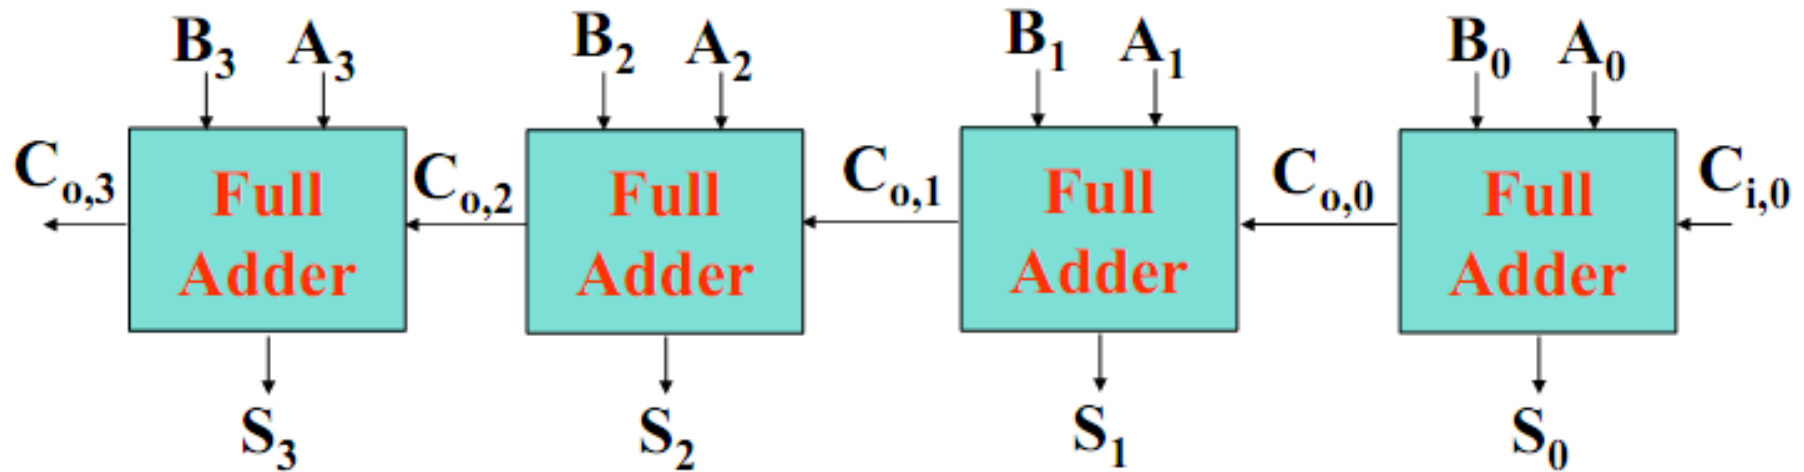 B₃ A₃ B₂ A₂ B₁ A₁ B₀ A₀
Cₒ,₃ Full Adder Cₒ,₂ Full Adder Cₒ,₁ Full Adder Cₒ,₀ Full Adder Cᵢ,₀
S₃ S₂ S₁ S₀